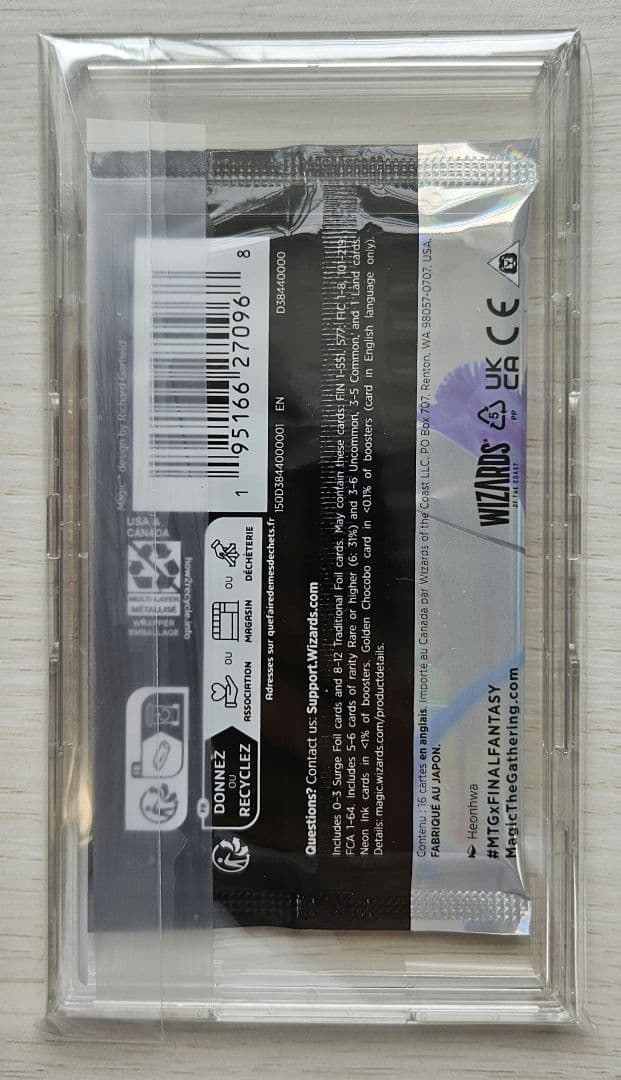 Magic™ design by Richard Garfield.
1 95166 27096 8
150D3844000001 EN D38440000
USA &
CANADA
MULTI-LAYER
MÉTALLISÉ
WRAPPER
EMBALLAGE
how2recycle.info
FR
DONNEZ
OU
RECYCLEZ
ASSOCIATION OU MAGASIN OU DÉCHÈTERIE
Adresses sur quefairedemesdechets.fr
Questions? Contact us: Support.Wizards.com
Includes 0-3 Surge Foil cards and 8-12 Traditional Foil cards. May contain these cards: FIN 1-551, 577; FIC 1-8, 101-219;
FCA 1-64. Includes 5-6 cards of rarity Rare or higher (6: 31%) and 3-6 Uncommon, 3-5 Common, and 1 Land cards.
Neon Ink cards in <1% of boosters. Golden Chocobo card in <0.1% of boosters (card in English language only).
Details: magic.wizards.com/productdetails.
Contenu : 16 cartes en anglais. Importé au Canada par Wizards of the Coast LLC, PO Box 707, Renton, WA 98057-0707, USA.
FABRIQUÉ AU JAPON.
Heonhwa
#MTGxFINALFANTASY
MagicTheGathering.com
WIZARDS
OF THE COAST
5
PP
UK
CA
CE